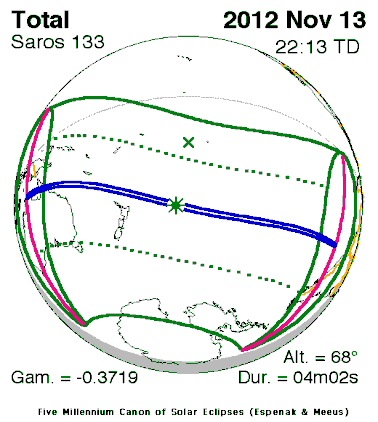 Total 2012 Nov 13
Saros 133 22:13 TD
Alt. = 68°
Gam. = -0.3719 Dur. = 04m02s
Five Millennium Canon of Solar Eclipses (Espenak & Meeus)